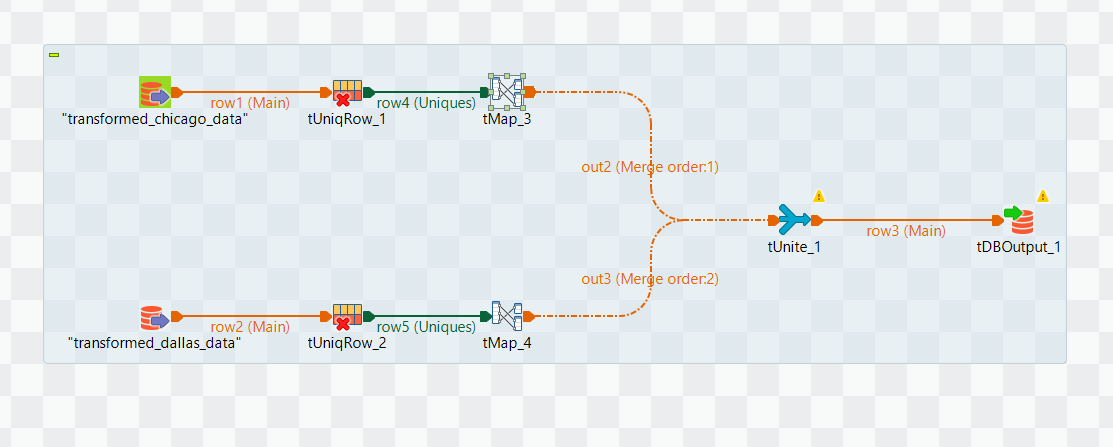 row1 (Main)
row4 (Uniques)
"transformed_chicago_data"
tUniqRow_1
tMap_3
out2 (Merge order:1)
row3 (Main)
tUnite_1
tDBOutput_1
out3 (Merge order:2)
row2 (Main)
row5 (Uniques)
"transformed_dallas_data"
tUniqRow_2
tMap_4